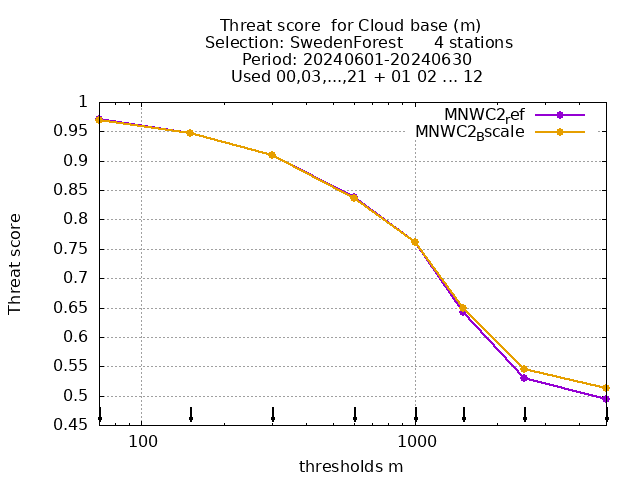 Threat score  for Cloud base (m)
Selection: SwedenForest      4 stations
Period: 20240601-20240630
Used 00,03,...,21 + 01 02 ... 12
MNWC2ref
MNWC2Bscale
1
0.95
0.9
0.85
0.8
0.75
0.7
0.65
0.6
0.55
0.5
0.45
Threat score
100
1000
thresholds m